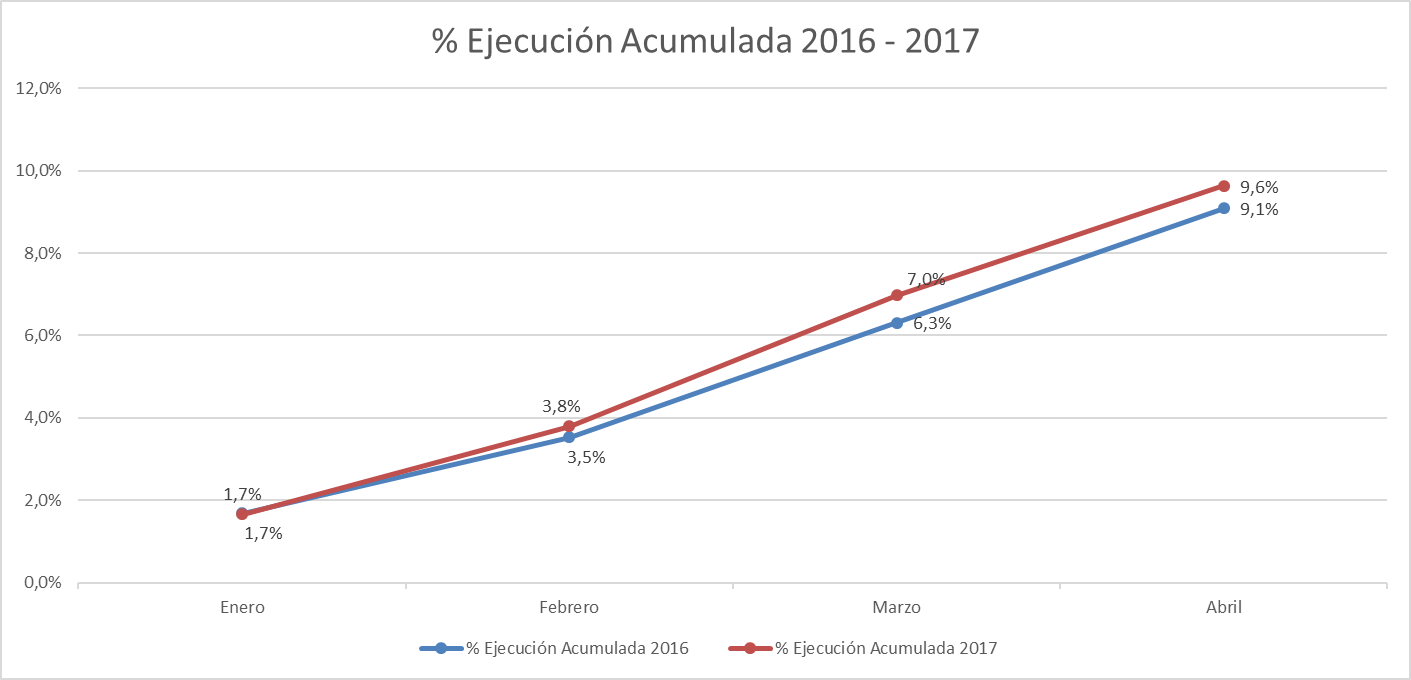 % Ejecución Acumulada 2016 - 2017
12,0%
10,0%
8,0%
6,0%
4,0%
2,0%
0,0%
1,7%
1,7%
3,8%
3,5%
7,0%
6,3%
9,6%
9,1%
Enero
Febrero
Marzo
Abril
% Ejecución Acumulada 2016
% Ejecución Acumulada 2017